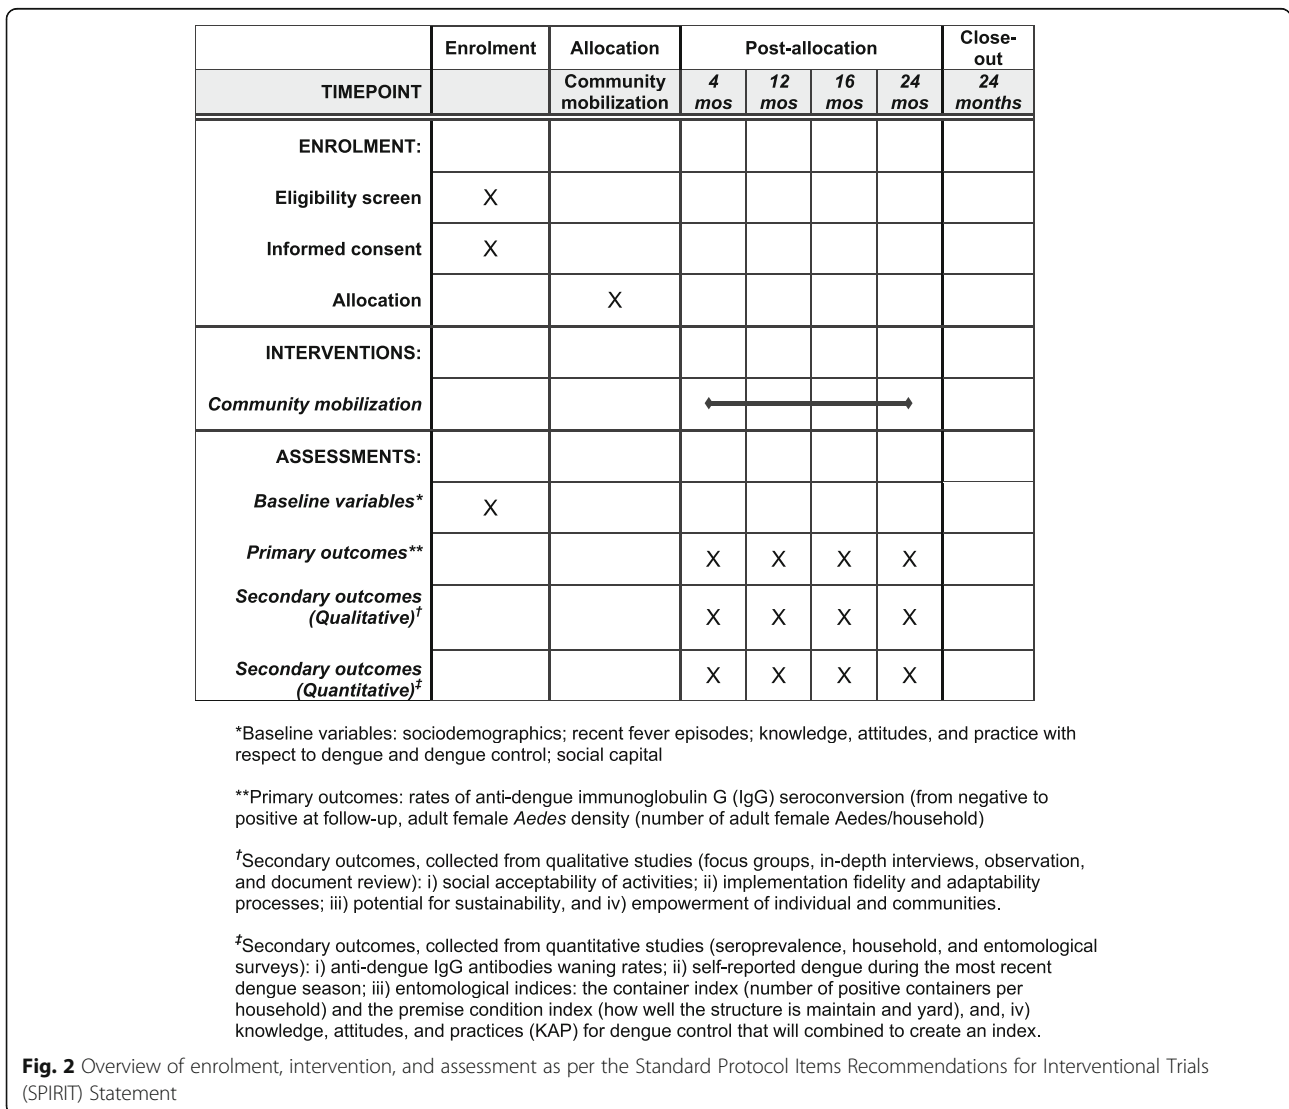 Enrolment Allocation Post-allocation Close-
out
TIMEPOINT Community
mobilization 4
mos 12
mos 16
mos 24
mos 24
months
ENROLMENT:
Eligibility screen X
Informed consent X
Allocation X
INTERVENTIONS:
Community mobilization
ASSESSMENTS:
Baseline variables* X
Primary outcomes** X X X X
Secondary outcomes
(Qualitative)† X X X X
Secondary outcomes
(Quantitative)‡ X X X X
*Baseline variables: sociodemographics; recent fever episodes; knowledge, attitudes, and practice with
respect to dengue and dengue control; social capital
**Primary outcomes: rates of anti-dengue immunoglobulin G (IgG) seroconversion (from negative to
positive at follow-up, adult female Aedes density (number of adult female Aedes/household)
†Secondary outcomes, collected from qualitative studies (focus groups, in-depth interviews, observation,
and document review): i) social acceptability of activities; ii) implementation fidelity and adaptability
processes; iii) potential for sustainability, and iv) empowerment of individual and communities.
‡Secondary outcomes, collected from quantitative studies (seroprevalence, household, and entomological
surveys): i) anti-dengue IgG antibodies waning rates; ii) self-reported dengue during the most recent
dengue season; iii) entomological indices: the container index (number of positive containers per
household) and the premise condition index (how well the structure is maintain and yard), and, iv)
knowledge, attitudes, and practices (KAP) for dengue control that will combined to create an index.
Fig. 2 Overview of enrolment, intervention, and assessment as per the Standard Protocol Items Recommendations for Interventional Trials
(SPIRIT) Statement